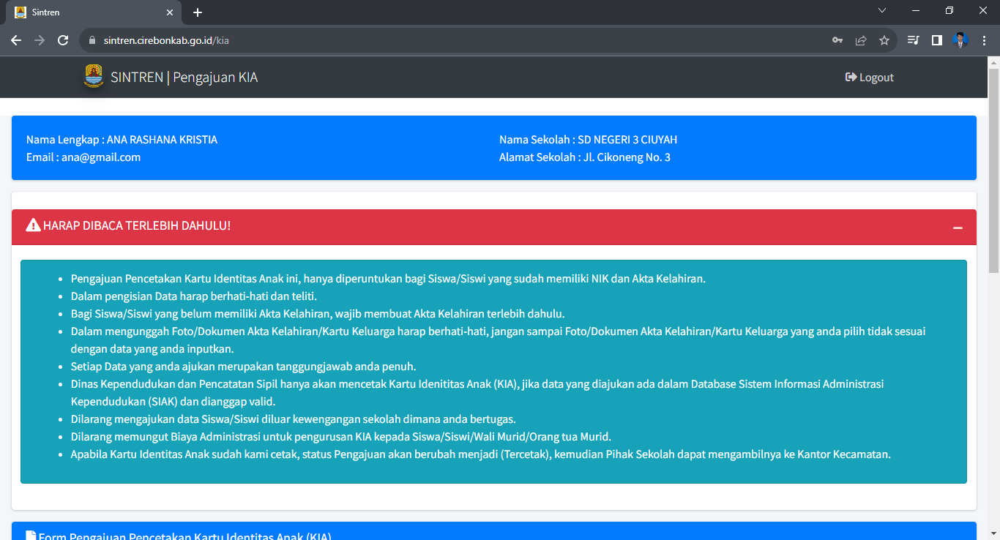 Sintren
sintren.cirebonkab.go.id/kia
SINTREN | Pengajuan KIA
Logout
Nama Lengkap : ANA RASHANA KRISTIA
Email : ana@gmail.com
Nama Sekolah : SD NEGERI 3 CIUYAH
Alamat Sekolah : Jl. Cikoneng No. 3
HARAP DIBACA TERLEBIH DAHULU!
• Pengajuan Pencetakan Kartu Identitas Anak ini, hanya diperuntukan bagi Siswa/Siswi yang sudah memiliki NIK dan Akta Kelahiran.
• Dalam pengisian Data harap berhati-hati dan teliti.
• Bagi Siswa/Siswi yang belum memiliki Akta Kelahiran, wajib membuat Akta Kelahiran terlebih dahulu.
• Dalam mengunggah Foto/Dokumen Akta Kelahiran/Kartu Keluarga harap berhati-hati, jangan sampai Foto/Dokumen Akta Kelahiran/Kartu Keluarga yang anda pilih tidak sesuai
dengan data yang anda inputkan.
• Setiap Data yang anda ajukan merupakan tanggungjawab anda penuh.
• Dinas Kependudukan dan Pencatatan Sipil hanya akan mencetak Kartu Idenititas Anak (KIA), jika data yang diajukan ada dalam Database Sistem Informasi Administrasi
Kependudukan (SIAK) dan dianggap valid.
• Dilarang mengajukan data Siswa/Siswi diluar kewengangan sekolah dimana anda bertugas.
• Dilarang memungut Biaya Administrasi untuk pengurusan KIA kepada Siswa/Siswi/Wali Murid/Orang tua Murid.
• Apabila Kartu Identitas Anak sudah kami cetak, status Pengajuan akan berubah menjadi (Tercetak), kemudian Pihak Sekolah dapat mengambilnya ke Kantor Kecamatan.
Form Pengajuan Pencetakan Kartu Identitas Anak (KIA)